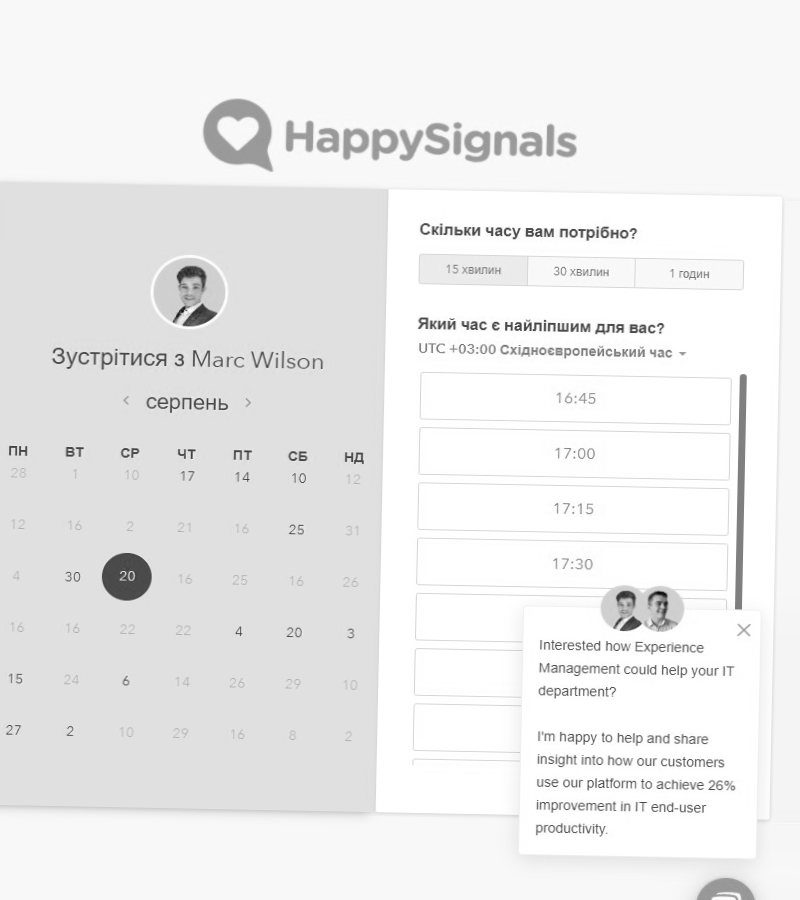 HappySignals
Зустрітися з Marc Wilson
серпень
ПН ВТ СР ЧТ ПТ СБ НД
28 1 10 17 14 10 12
12 16 2 21 16 25 31
4 30 20 16 25 16 26
16 16 22 22 4 20 3
15 24 6 14 26 29 10
27 2 10 29 16 8 2
Скільки часу вам потрібно?
15 хвилин 30 хвилин 1 годин
Який час є найліпшим для вас?
UTC +03:00 Східноєвропейський час
16:45
17:00
17:15
17:30
Interested how Experience
Management could help your IT
department?
I'm happy to help and share
insight into how our customers
use our platform to achieve 26%
improvement in IT end-user
productivity.